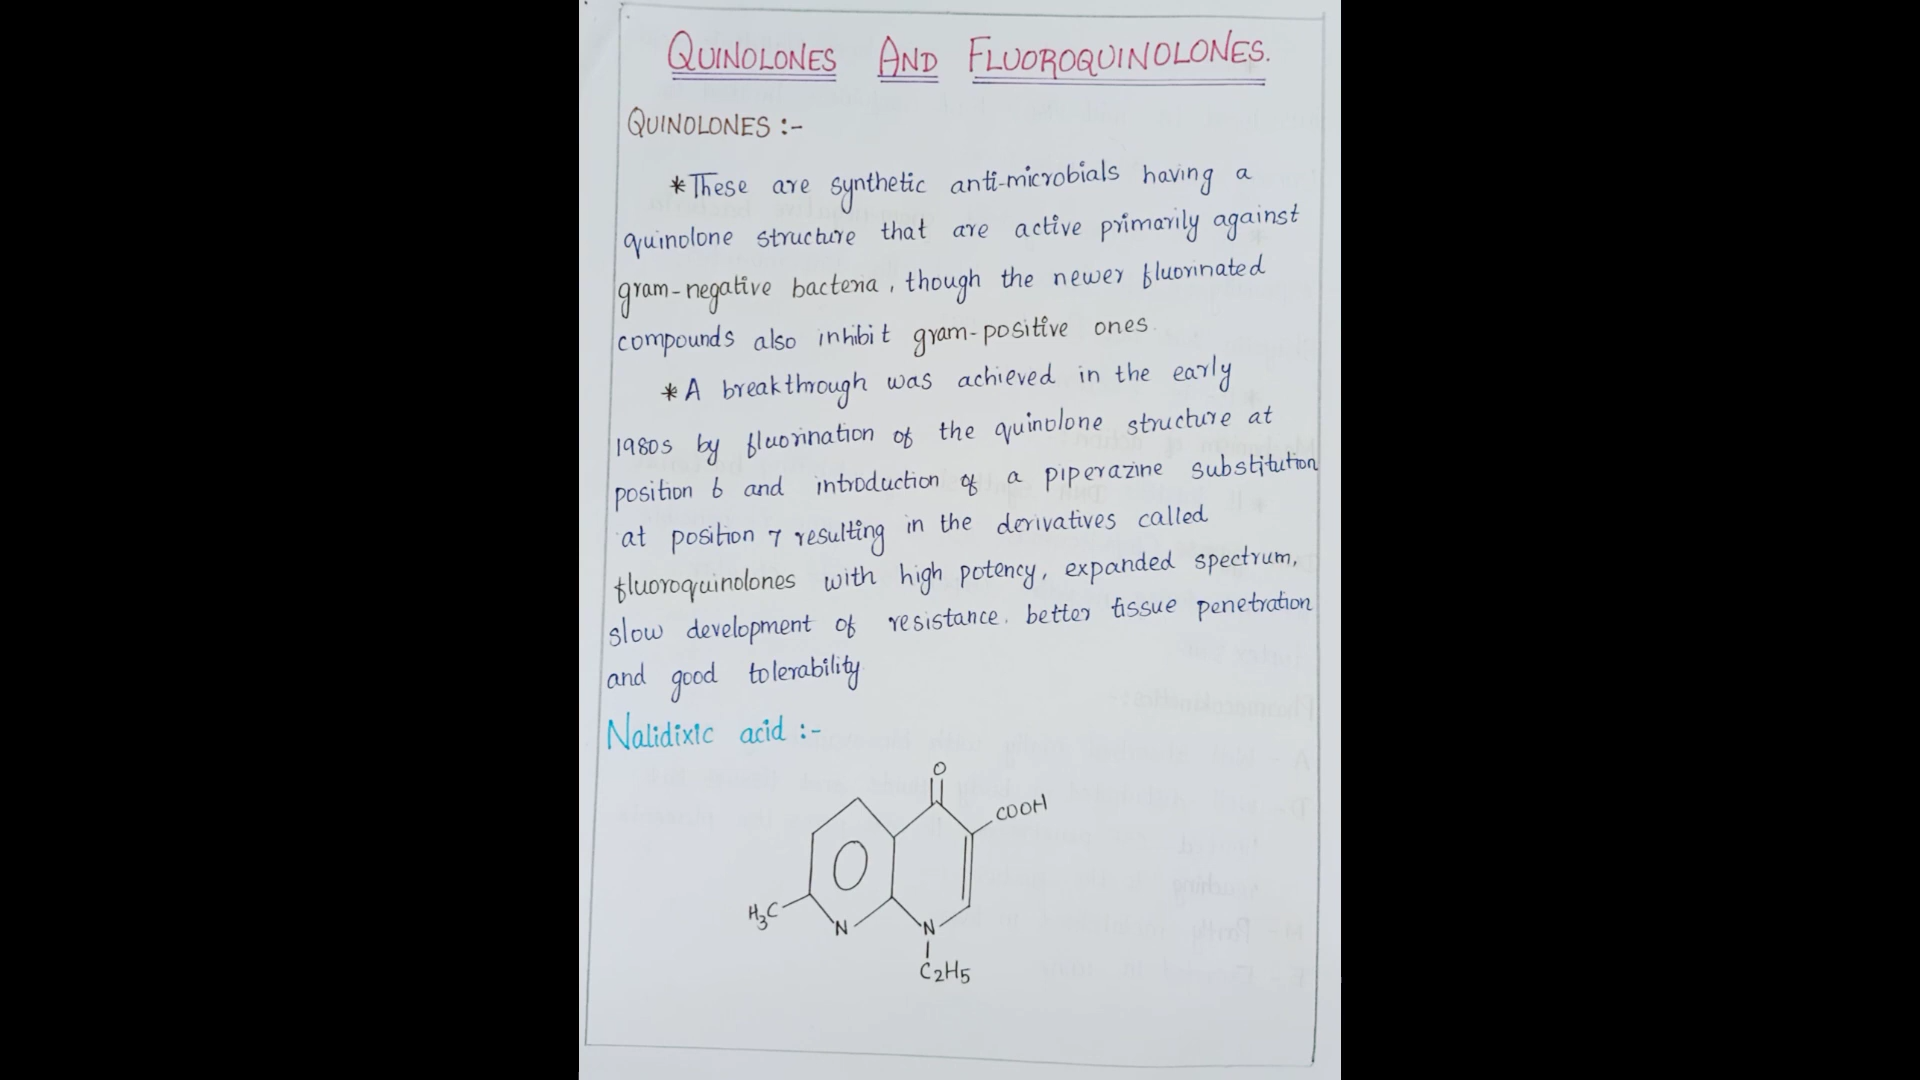 QUINOLONES AND FLUOROQUINOLONES.
QUINOLONES :-
*These are synthetic anti-microbials having a
quinolone structure that are active primarily against
gram-negative bacteria, though the newer fluorinated
compounds also inhibit gram-positive ones.
*A breakthrough was achieved in the early
1980s by fluorination of the quinolone structure at
position 6 and introduction of a piperazine substitution
at position 7 resulting in the derivatives called
fluoroquinolones with high potency, expanded spectrum,
slow development of resistance. better tissue penetration
and good tolerability
Nalidixic acid :-
O
COOH
H3C
N
N
C2H5